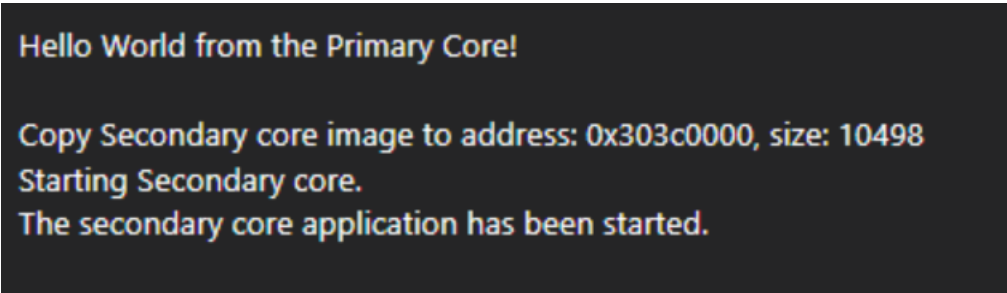 Hello World from the Primary Core!
Copy Secondary core image to address: 0x303c0000, size: 10498
Starting Secondary core.
The secondary core application has been started.